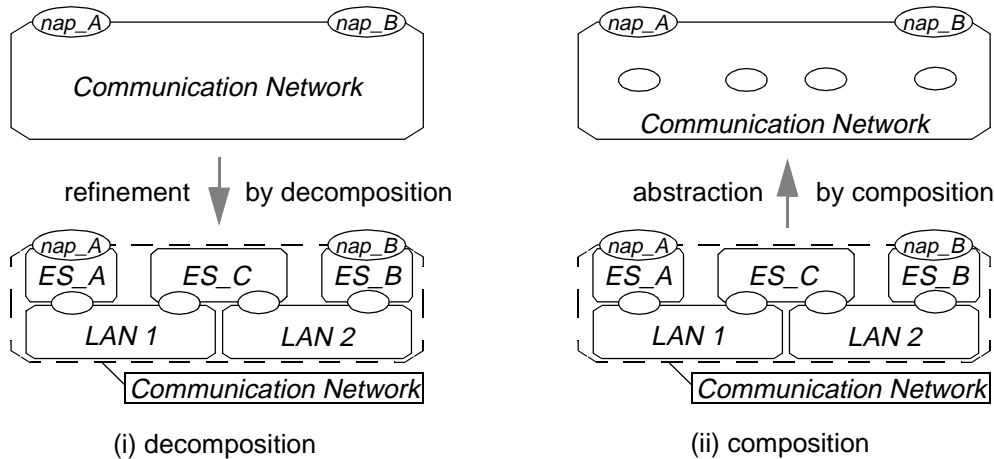 nap_A nap_B
Communication Network
refinement by decomposition
nap_A nap_B
ES_A ES_C ES_B
LAN 1 LAN 2
Communication Network
(i) decomposition
nap_A nap_B
Communication Network
abstraction by composition
nap_A nap_B
ES_A ES_C ES_B
LAN 1 LAN 2
Communication Network
(ii) composition